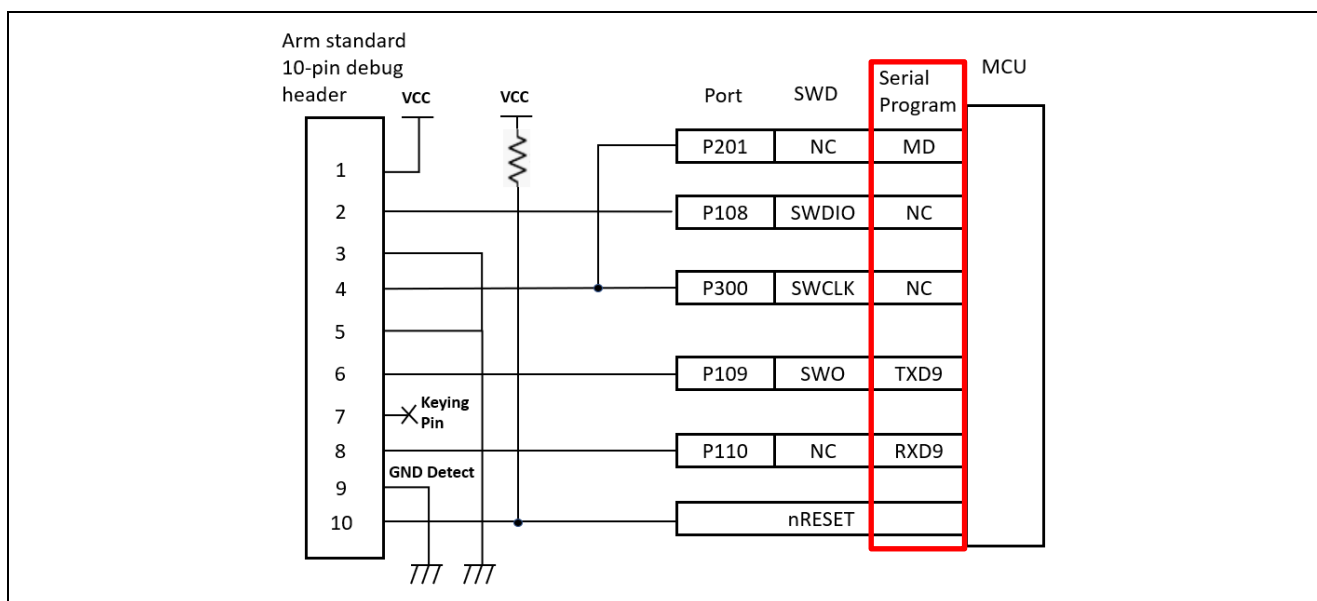 Arm standard
10-pin debug
header
VCC
VCC
Port
SWD
Serial
Program
MCU
1
P201 NC MD
2
P108 SWDIO NC
3
4
P300 SWCLK NC
5
6
P109 SWO TXD9
7
Keying
Pin
8
P110 NC RXD9
GND Detect
9
10
nRESET